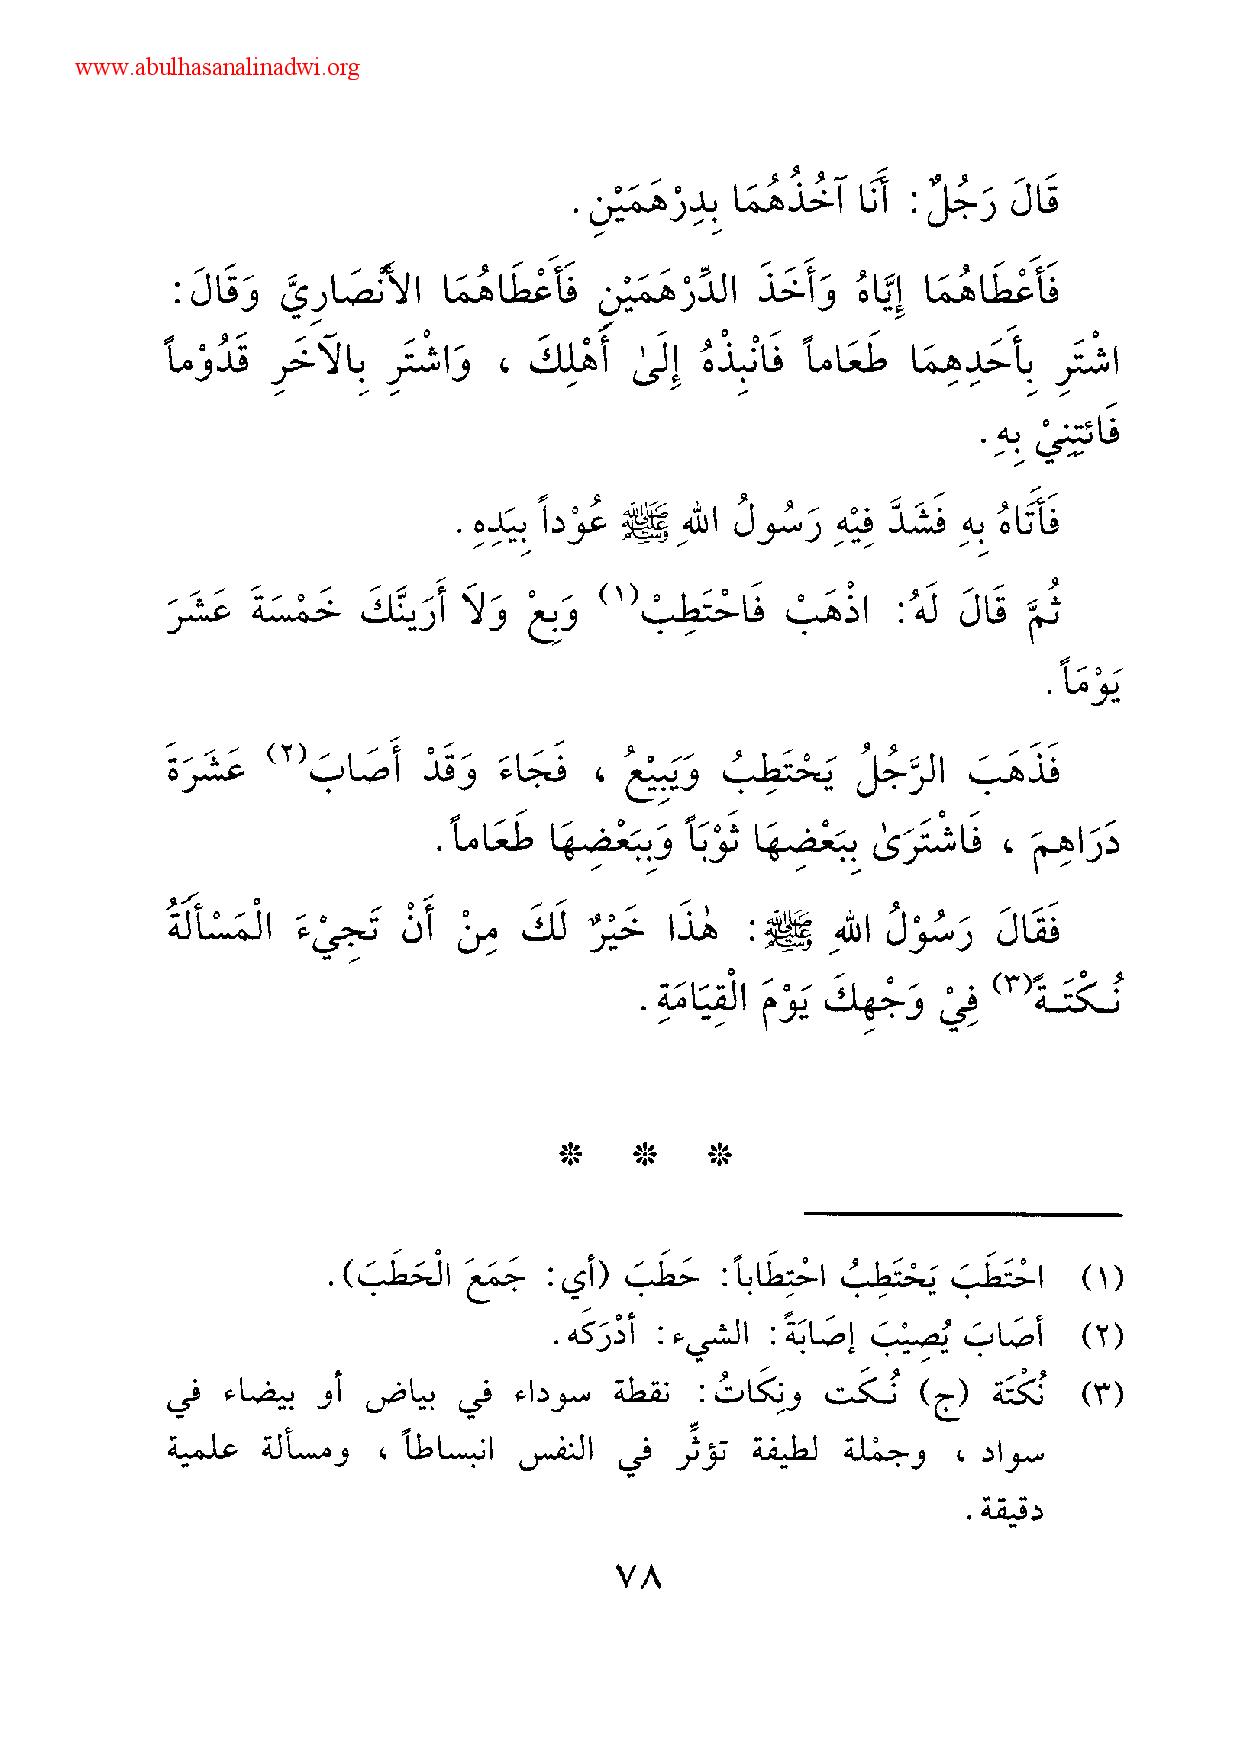 www.abulhasanalinadwi.org
قَالَ رَجُلٌ : أَنَا آخُذُهُمَا بِدِرْهَمَيْنِ .
فَأَعْطَاهُمَا إِيَّاهُ وَأَخَذَ الدِّرْهَمَيْنِ فَأَعْطَاهُمَا الأَنْصَارِيَّ وَقَالَ :
اشْتَرِ بِأَحَدِهِمَا طَعَاماً فَانْبِذْهُ إِلَىٰ أَهْلِكَ ، وَاشْتَرِ بِالآخَرِ قَدُوْماً
فَائتِنِيْ بِهِ .
فَأَتَاهُ بِهِ فَشَدَّ فِيْهِ رَسُولُ اللهِ ﷺ عُوْداً بِيَدِهِ .
ثُمَّ قَالَ لَهُ : اذْهَبْ فَاحْتَطِبْ(١) وَبِعْ وَلاَ أَرَيَنَّكَ خَمْسَةَ عَشَرَ
يَوْمَاً .
فَذَهَبَ الرَّجُلُ يَحْتَطِبُ وَيَبِيْعُ ، فَجَاءَ وَقَدْ أَصَابَ(٢) عَشَرَةَ
دَرَاهِمَ ، فَاشْتَرَىٰ بِبَعْضِهَا ثَوْبَاً وَبِبَعْضِهَا طَعَاماً .
فَقَالَ رَسُوْلُ اللهِ ﷺ : هٰذَا خَيْرٌ لَكَ مِنْ أَنْ تَجِيْءَ الْمَسْأَلَةُ
نُكْتَةً(٣) فِيْ وَجْهِكَ يَوْمَ الْقِيَامَةِ .
* * *
(١) احْتَطَبَ يَحْتَطِبُ احْتِطَاباً : حَطَبَ (أي : جَمَعَ الْحَطَبَ) .
(٢) أَصَابَ يُصِيْبَ إِصَابَةً : الشيء : أَدْرَكَه .
(٣) نُكْتَة (ج) نُكَت ونِكَاتُ : نقطة سوداء في بياض أو بيضاء في
سواد ، وجمْلة لطيفة تؤثِّر في النفس انبساطاً ، ومسألة علمية
دقيقة .
٧٨